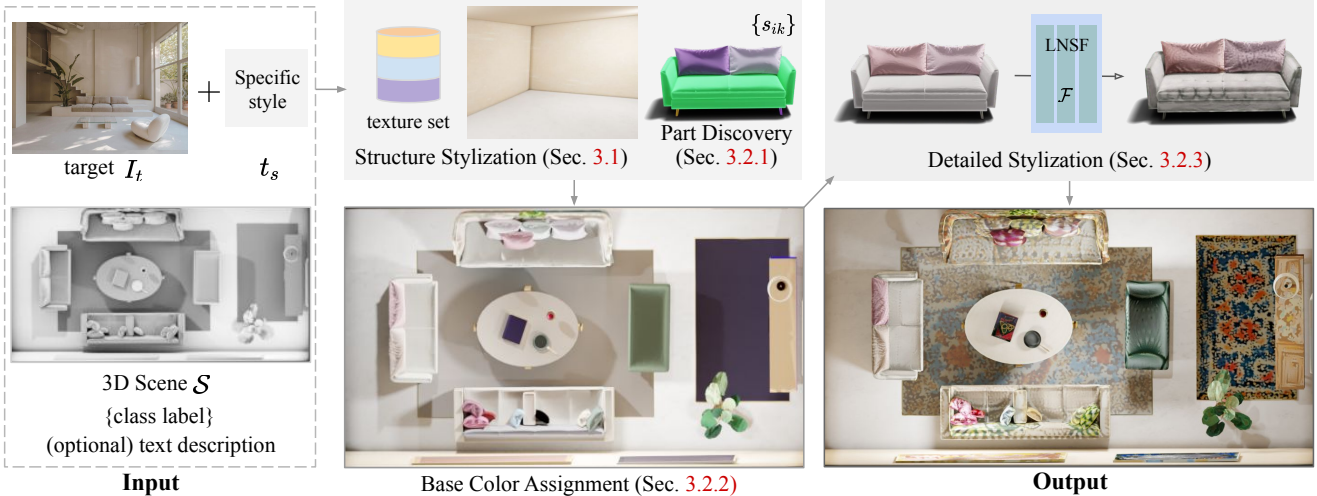 +
Specific
style
target I_t
t_s
3D Scene 𝒮
{class label}
(optional) text description
Input
texture set
{s_{ik}}
Part Discovery
(Sec. 3.2.1)
Structure Stylization (Sec. 3.1)
Base Color Assignment (Sec. 3.2.2)
LNSF
ℱ
Detailed Stylization (Sec. 3.2.3)
Output